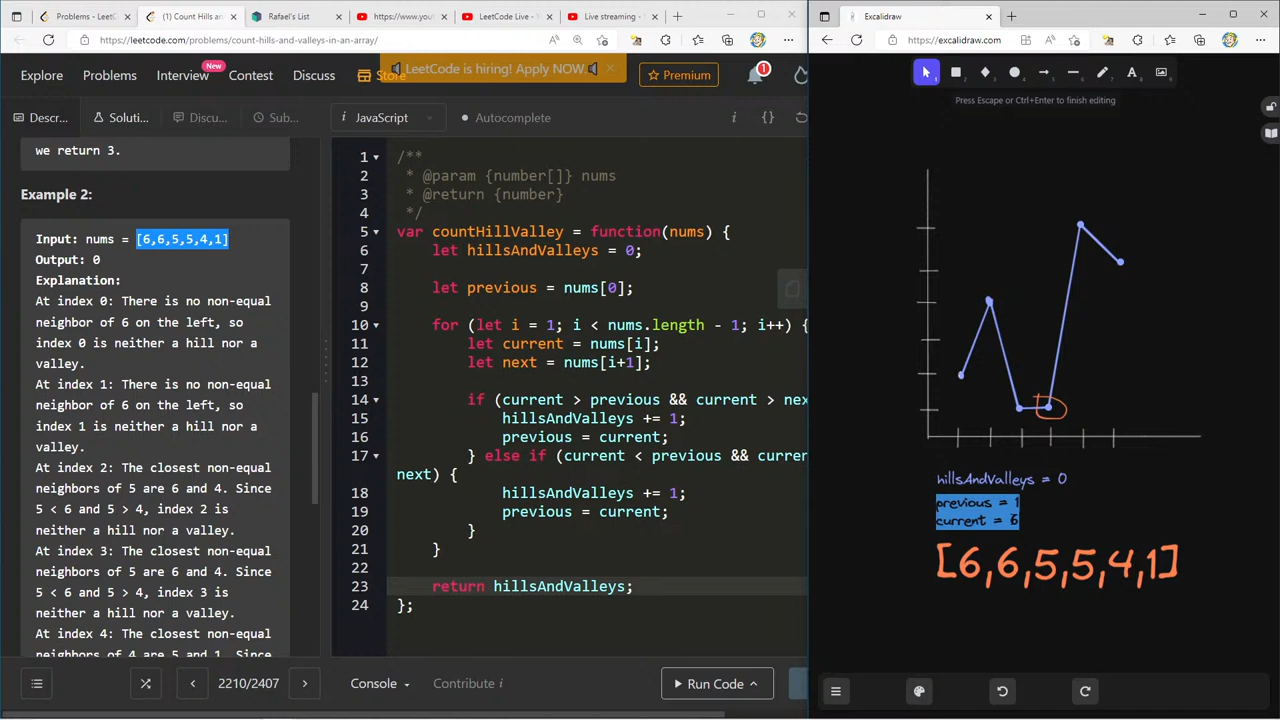 Problems - LeetCode
(1) Count Hills an
Rafael's List
https://www.yout
LeetCode Live - W
Live streaming -
Excalidraw
https://leetcode.com/problems/count-hills-and-valleys-in-an-array/
https://excalidraw.com
Explore
Problems
Interview
New
Contest
Discuss
Store
LeetCode is hiring! Apply NOW.
Premium
1
Descr...
Soluti...
Discu...
Sub...
JavaScript
Autocomplete
i
{}
Press Escape or Ctrl+Enter to finish editing
we return 3.
Example 2:
Input: nums = [6,6,5,5,4,1]
Output: 0
Explanation:
At index 0: There is no non-equal
neighbor of 6 on the left, so
index 0 is neither a hill nor a
valley.
At index 1: There is no non-equal
neighbor of 6 on the left, so
index 1 is neither a hill nor a
valley.
At index 2: The closest non-equal
neighbors of 5 are 6 and 4. Since
5 < 6 and 5 > 4, index 2 is
neither a hill nor a valley.
At index 3: The closest non-equal
neighbors of 5 are 6 and 4. Since
5 < 6 and 5 > 4, index 3 is
neither a hill nor a valley.
At index 4: The closest non-equal
neighbors of 4 are 5 and 1. Since
1 /**
2 * @param {number[]} nums
3 * @return {number}
4 */
5 var countHillValley = function(nums) {
6 let hillsAndValleys = 0;
7
8 let previous = nums[0];
9
10 for (let i = 1; i < nums.length - 1; i++) {
11 let current = nums[i];
12 let next = nums[i+1];
13
14 if (current > previous && current > nex
15 hillsAndValleys += 1;
16 previous = current;
17 } else if (current < previous && curren
next) {
18 hillsAndValleys += 1;
19 previous = current;
20 }
21 }
22
23 return hillsAndValleys;
24 };
hillsAndValleys = 0
previous = 1
current = 6
[6,6,5,5,4,1]
2210/2407
Console
Contribute i
Run Code